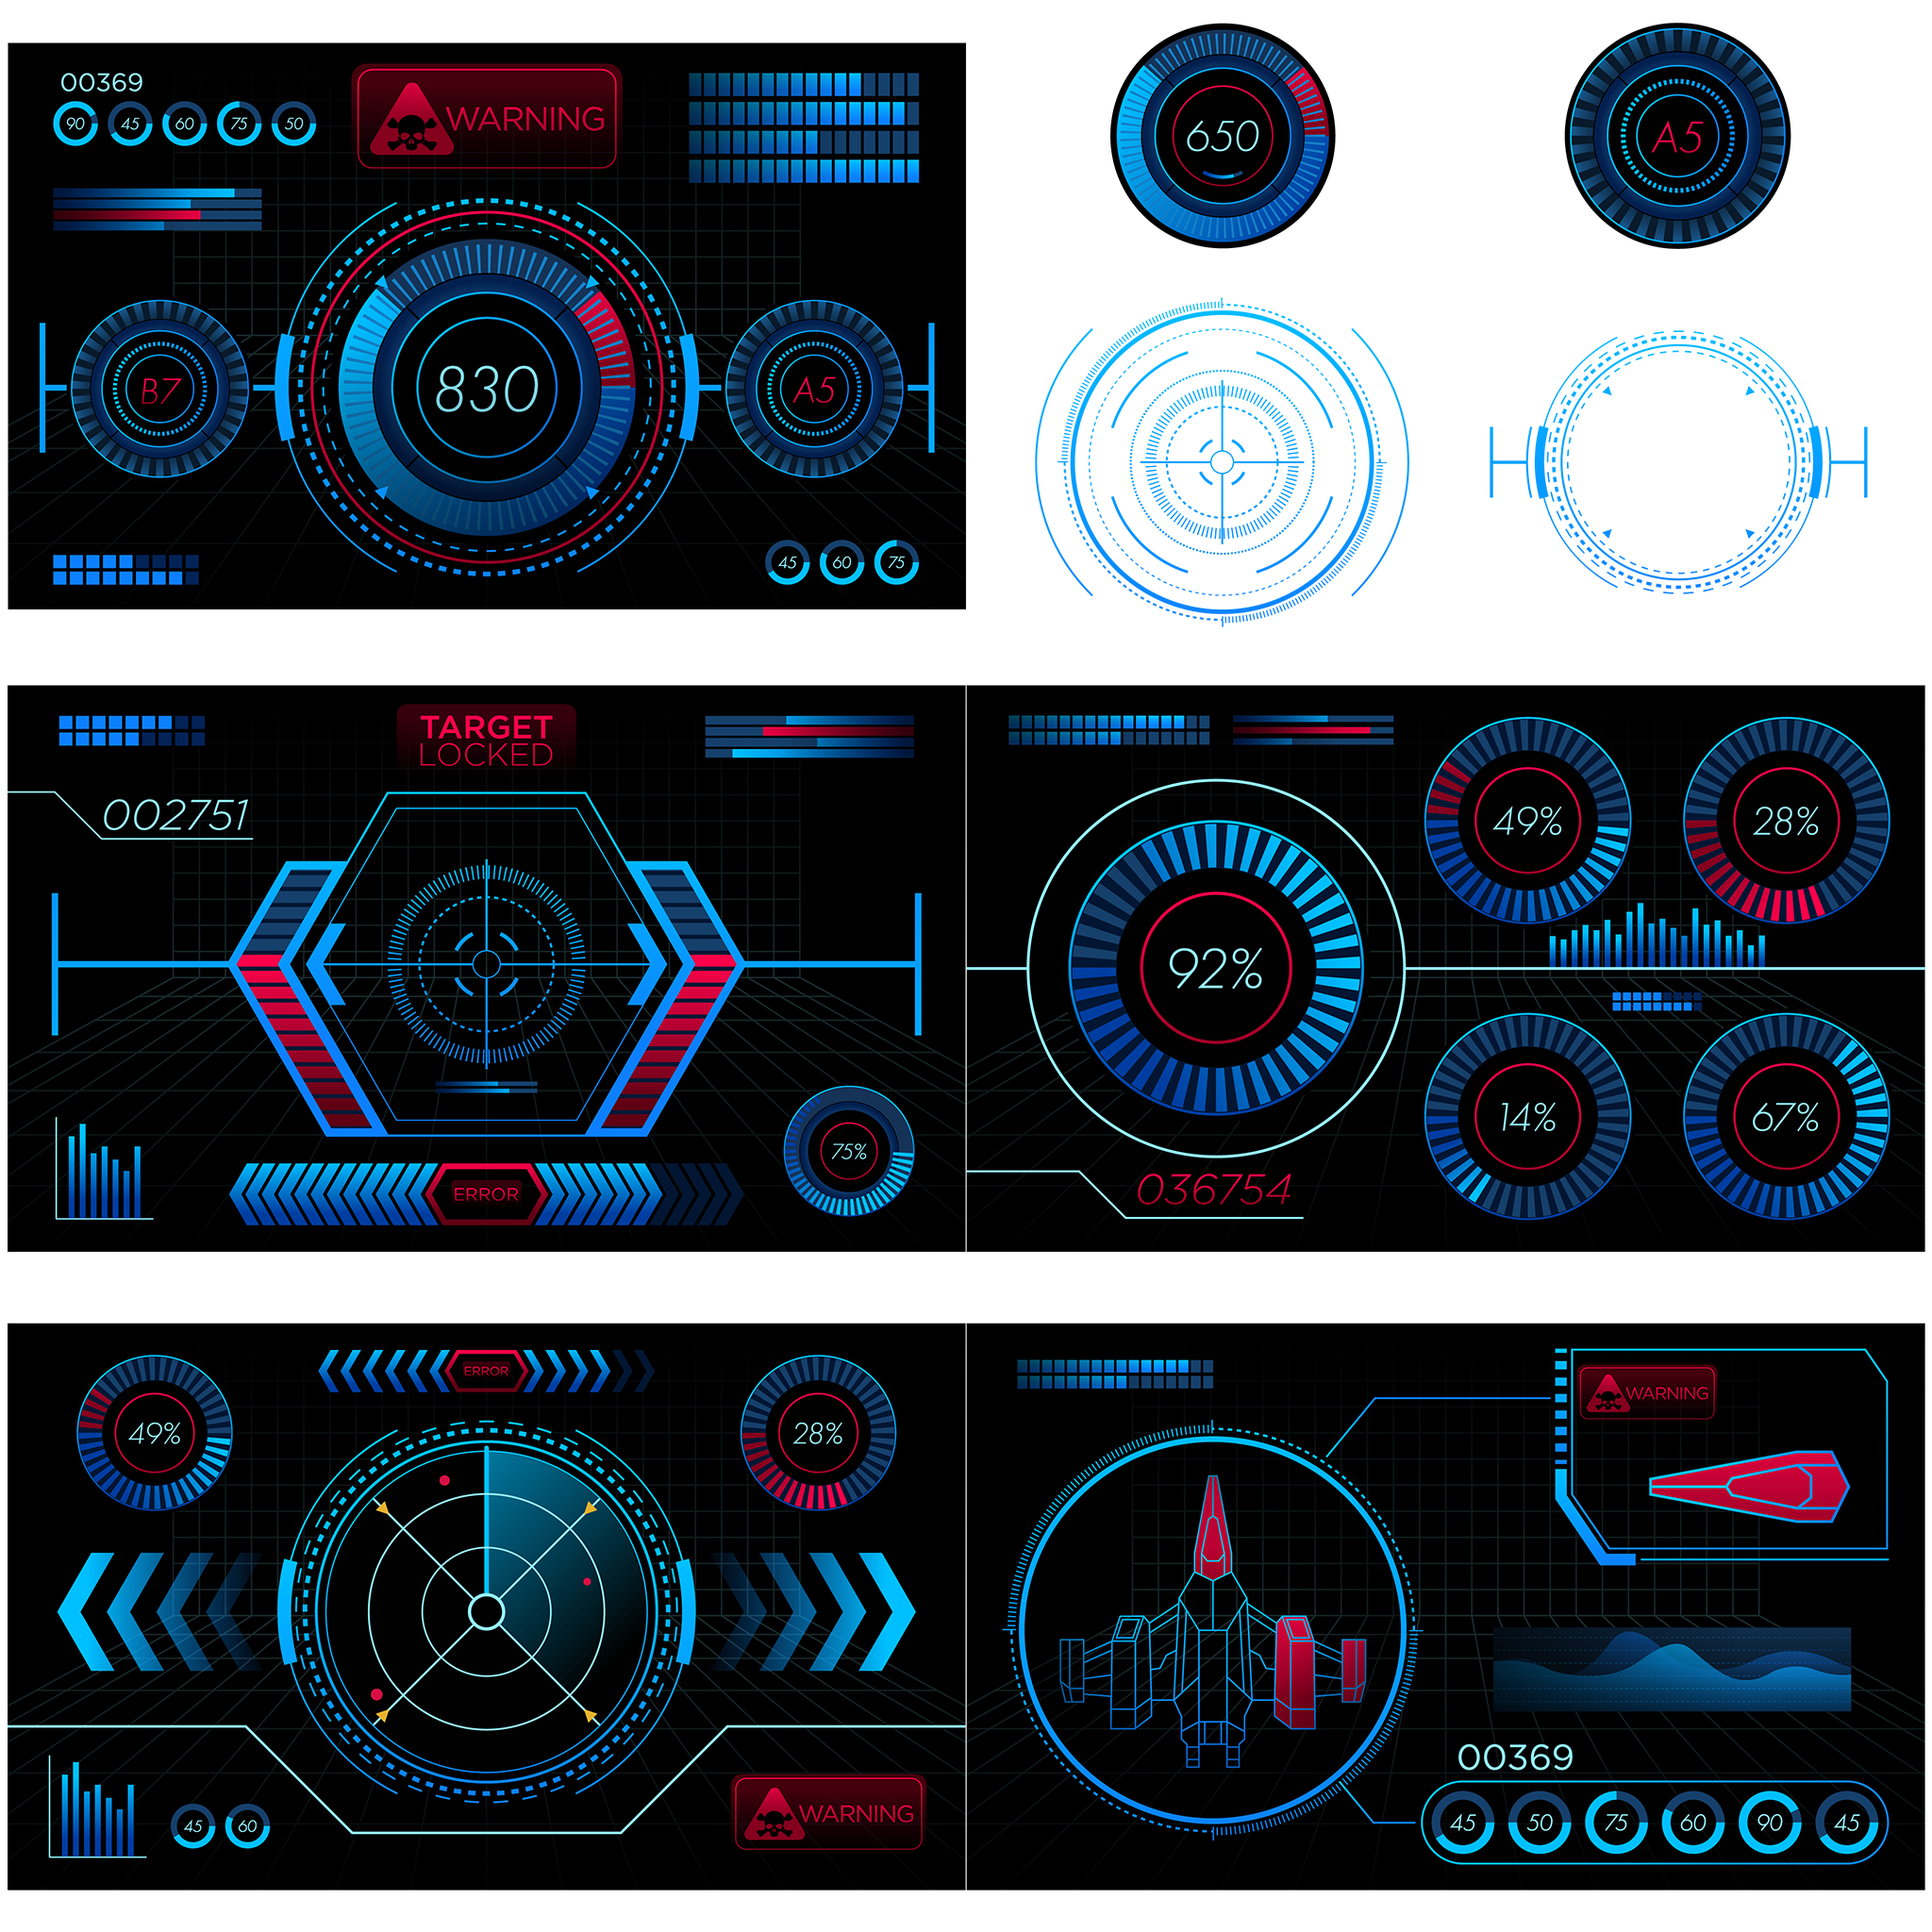 00369
90 45 60 75 50
WARNING
B7
830
A5
45 60 75
650
A5
TARGET
LOCKED
002751
ERROR
75%
92%
49%
28%
14%
67%
036754
49%
ERROR
28%
45 60
WARNING
WARNING
00369
45 50 75 60 90 45